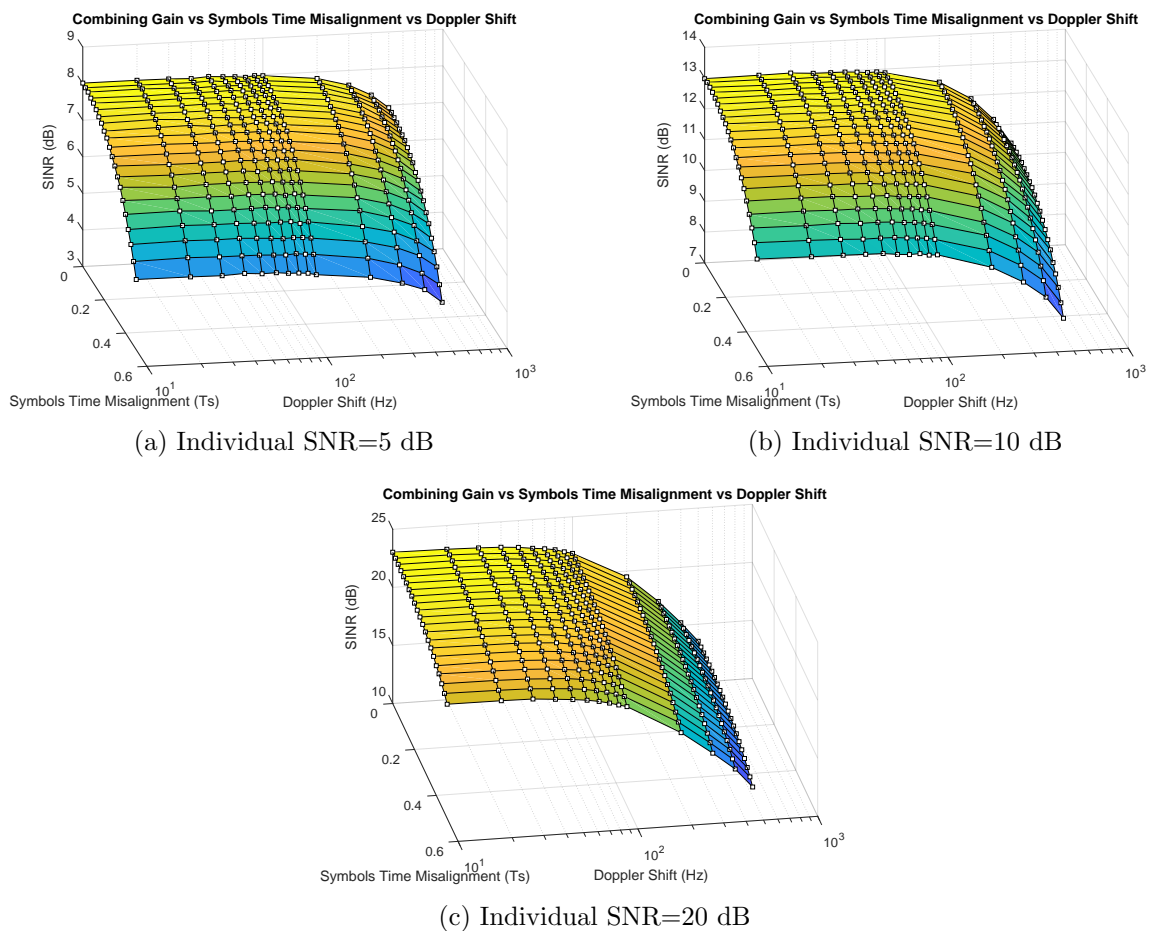 Combining Gain vs Symbols Time Misalignment vs Doppler Shift
9
8
7
6
5
4
3
SINR (dB)
0
0.2
0.4
0.6
10^1
10^2
10^3
Symbols Time Misalignment (Ts)
Doppler Shift (Hz)
(a) Individual SNR=5 dB
Combining Gain vs Symbols Time Misalignment vs Doppler Shift
14
13
12
11
10
9
8
7
SINR (dB)
0
0.2
0.4
0.6
10^1
10^2
10^3
Symbols Time Misalignment (Ts)
Doppler Shift (Hz)
(b) Individual SNR=10 dB
Combining Gain vs Symbols Time Misalignment vs Doppler Shift
25
20
15
10
SINR (dB)
0
0.2
0.4
0.6
10^1
10^2
10^3
Symbols Time Misalignment (Ts)
Doppler Shift (Hz)
(c) Individual SNR=20 dB